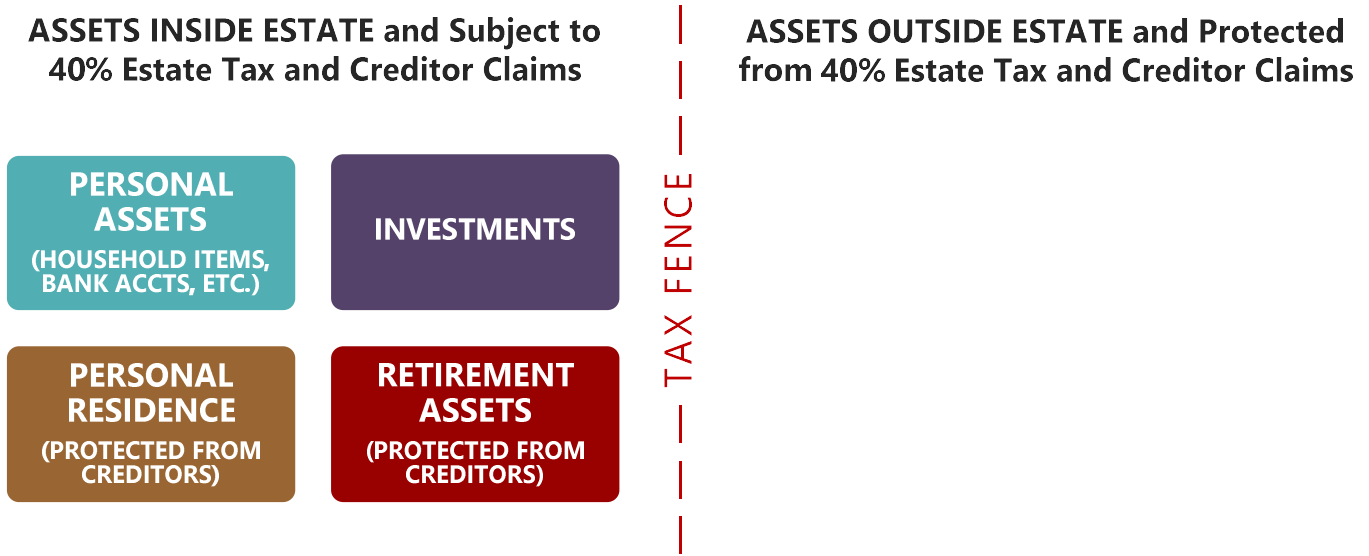 ASSETS INSIDE ESTATE and Subject to
40% Estate Tax and Creditor Claims
ASSETS OUTSIDE ESTATE and Protected
from 40% Estate Tax and Creditor Claims
PERSONAL
ASSETS
(HOUSEHOLD ITEMS,
BANK ACCTS, ETC.)
INVESTMENTS
PERSONAL
RESIDENCE
(PROTECTED FROM
CREDITORS)
RETIREMENT
ASSETS
(PROTECTED FROM
CREDITORS)
TAX FENCE